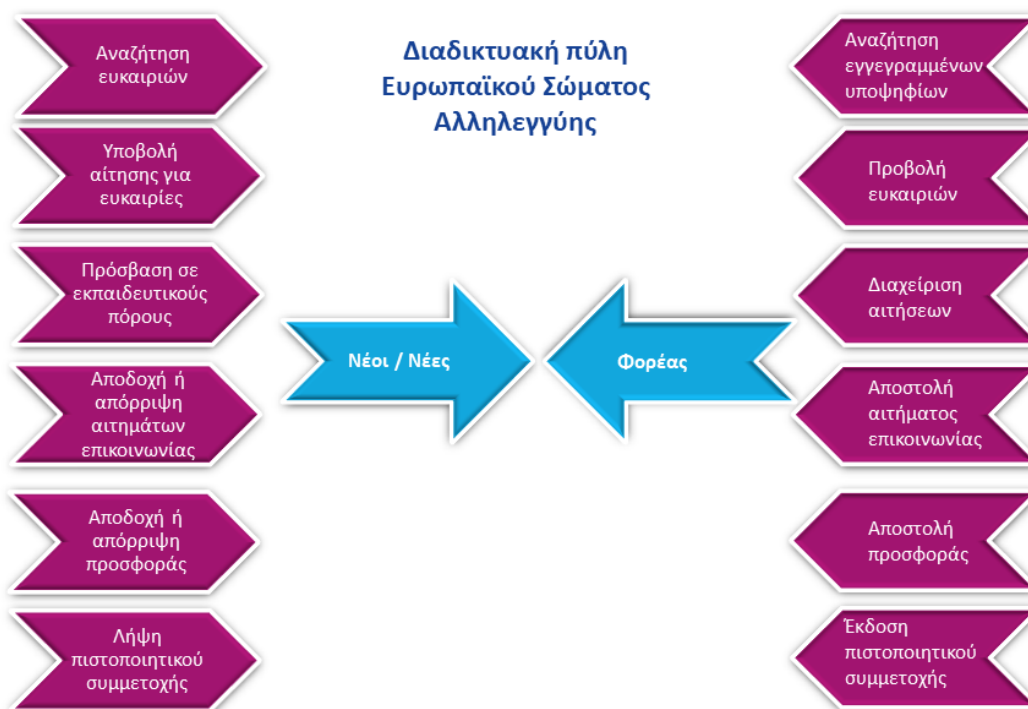 Διαδικτυακή πύλη
Ευρωπαϊκού Σώματος
Αλληλεγγύης
Αναζήτηση
ευκαιριών
Υποβολή
αίτησης για
ευκαιρίες
Πρόσβαση σε
εκπαιδευτικούς
πόρους
Αποδοχή ή
απόρριψη
αιτημάτων
επικοινωνίας
Αποδοχή ή
απόρριψη
προσφοράς
Λήψη
πιστοποιητικού
συμμετοχής
Νέοι / Νέες
Φορέας
Αναζήτηση
εγγεγραμμένων
υποψηφίων
Προβολή
ευκαιριών
Διαχείριση
αιτήσεων
Αποστολή
αιτήματος
επικοινωνίας
Αποστολή
προσφοράς
Έκδοση
πιστοποιητικού
συμμετοχής